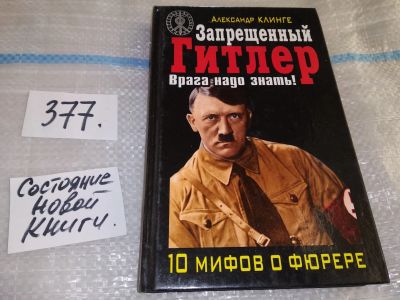 Александр КЛИНГЕ
Запрещенный
Гитлер
Врага надо знать!
10 МИФОВ О ФЮРЕРЕ
377.
Состояние
новой
книги.